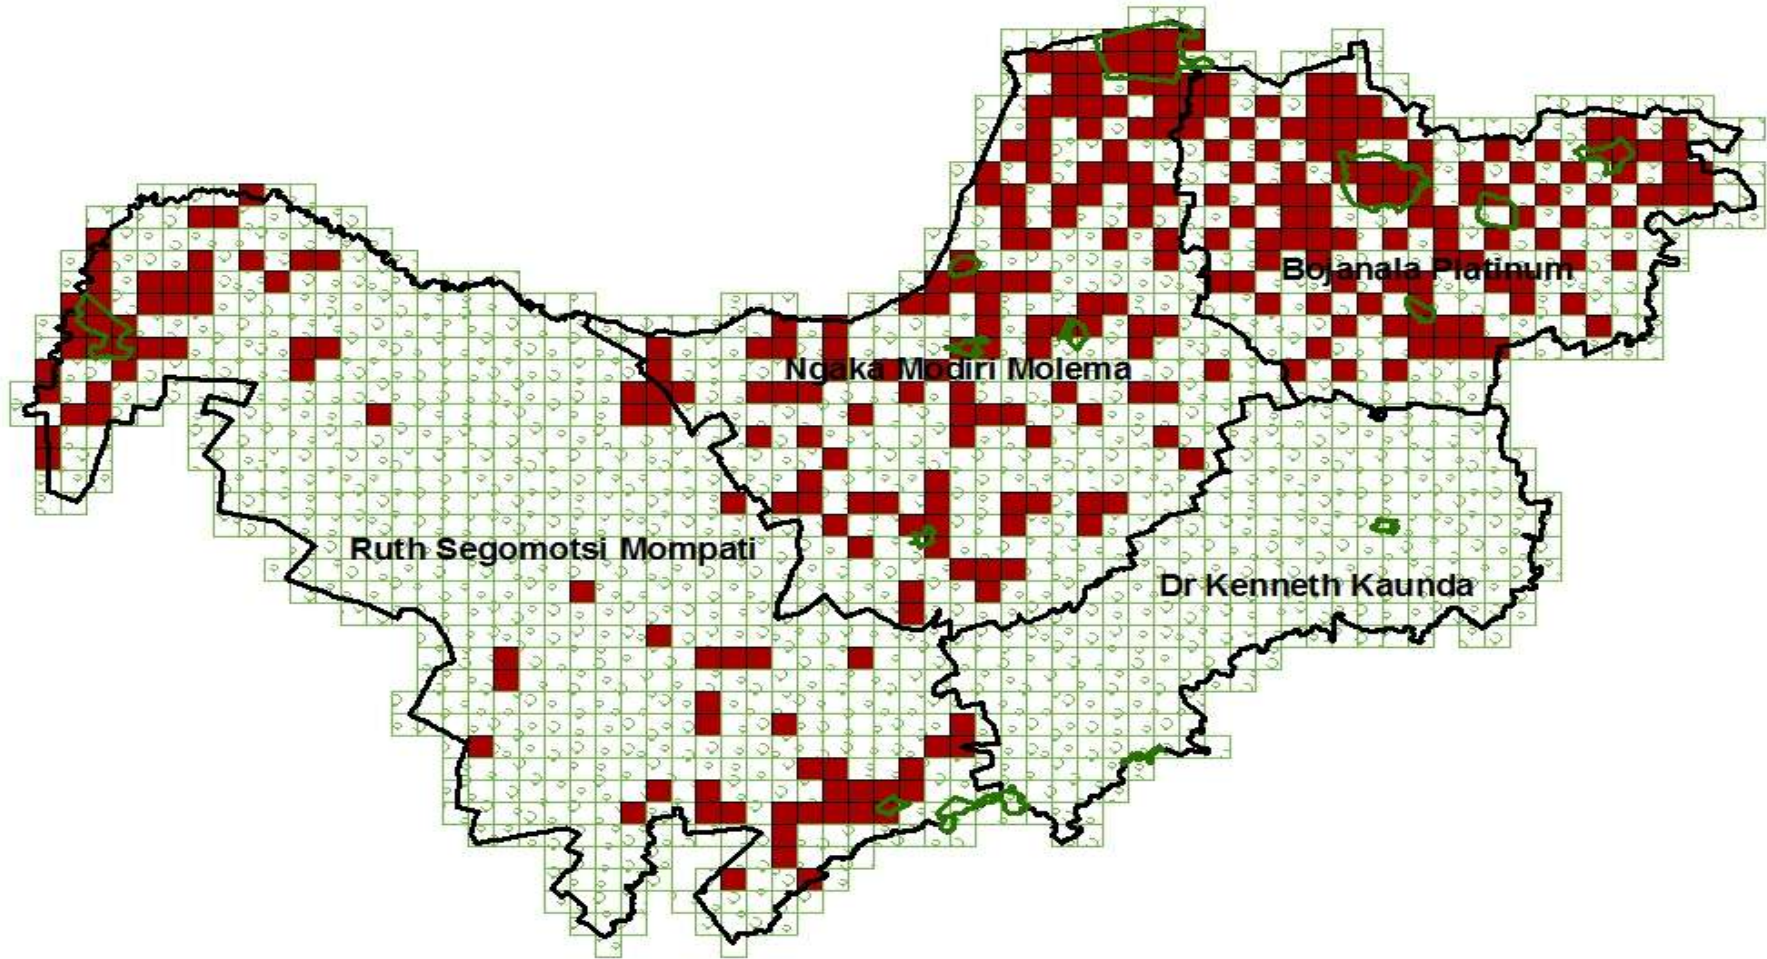 Bojanala Platinum
Ngaka Modiri Molema
Ruth Segomotsi Mompati
Dr Kenneth Kaunda